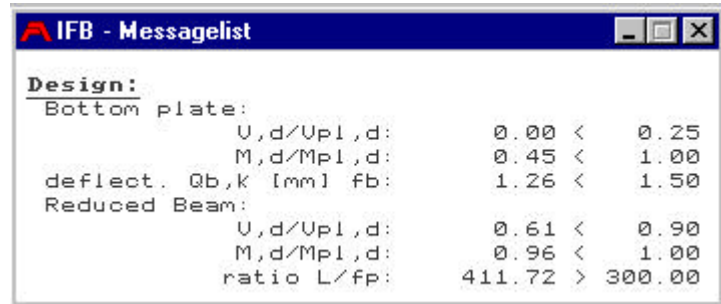 IFB - Messagelist
Design:
Bottom plate:
V,d/Vpl,d: 0.00 < 0.25
M,d/Mpl,d: 0.45 < 1.00
deflect. Qb,k [mm] fb: 1.26 < 1.50
Reduced Beam:
V,d/Vpl,d: 0.61 < 0.90
M,d/Mpl,d: 0.96 < 1.00
ratio L/fp: 411.72 > 300.00